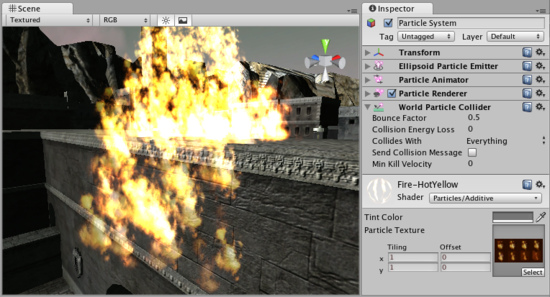 Scene
Textured
RGB
Inspector
Particle System
Tag Untagged Layer Default
Transform
Ellipsoid Particle Emitter
Particle Animator
Particle Renderer
World Particle Collider
Bounce Factor 0.5
Collision Energy Loss 0
Collides With Everything
Send Collision Message
Min Kill Velocity 0
Fire-HotYellow
Shader Particles/Additive
Tint Color
Particle Texture
Tiling Offset
x 1 0
y 1 0
Select